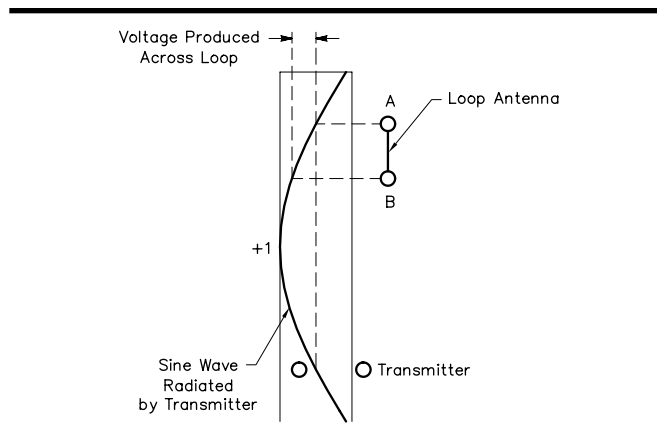 Voltage Produced
Across Loop
A
Loop Antenna
B
+1
Sine Wave
Radiated
by Transmitter
Transmitter